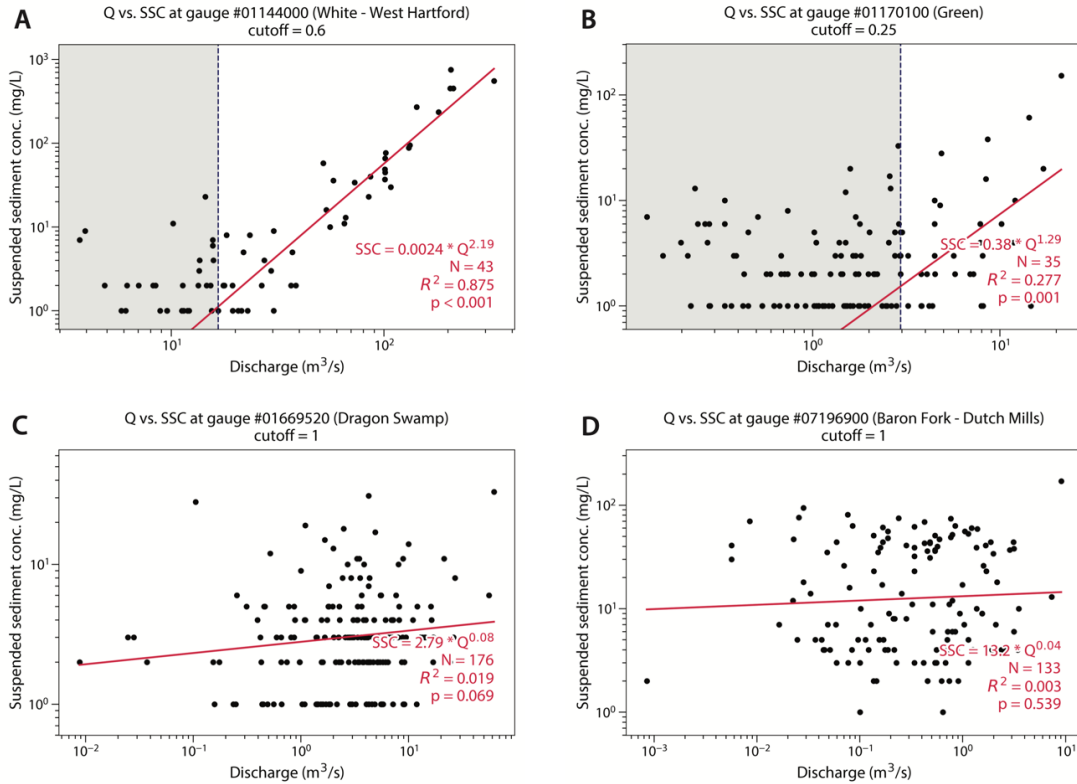 A
Q vs. SSC at gauge #01144000 (White - West Hartford)
cutoff = 0.6
Suspended sediment conc. (mg/L)
10³
10²
10¹
10⁰
SSC = 0.0024 * Q^2.19
N = 43
R² = 0.875
p < 0.001
10¹
10²
Discharge (m³/s)
B
Q vs. SSC at gauge #01170100 (Green)
cutoff = 0.25
Suspended sediment conc. (mg/L)
10²
10¹
10⁰
SSC = 0.38 * Q^1.29
N = 35
R² = 0.277
p = 0.001
10⁰
10¹
Discharge (m³/s)
C
Q vs. SSC at gauge #01669520 (Dragon Swamp)
cutoff = 1
Suspended sediment conc. (mg/L)
10¹
10⁰
SSC = 2.79 * Q^0.08
N = 176
R² = 0.019
p = 0.069
10⁻²
10⁻¹
10⁰
10¹
Discharge (m³/s)
D
Q vs. SSC at gauge #07196900 (Baron Fork - Dutch Mills)
cutoff = 1
Suspended sediment conc. (mg/L)
10²
10¹
10⁰
SSC = 13.2 * Q^0.04
N = 133
R² = 0.003
p = 0.539
10⁻³
10⁻²
10⁻¹
10⁰
10¹
Discharge (m³/s)